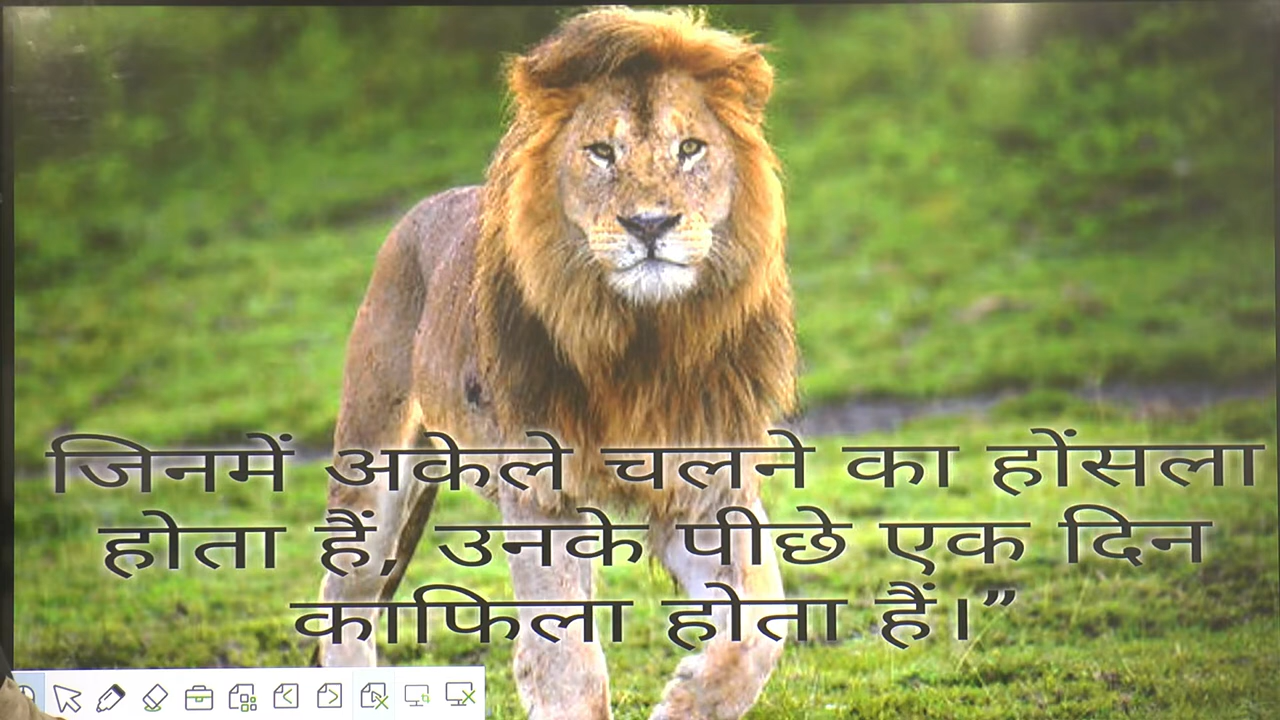 जिनमें अकेले चलने का होंसला
होता हैं, उनके पीछे एक दिन
काफिला होता हैं।”